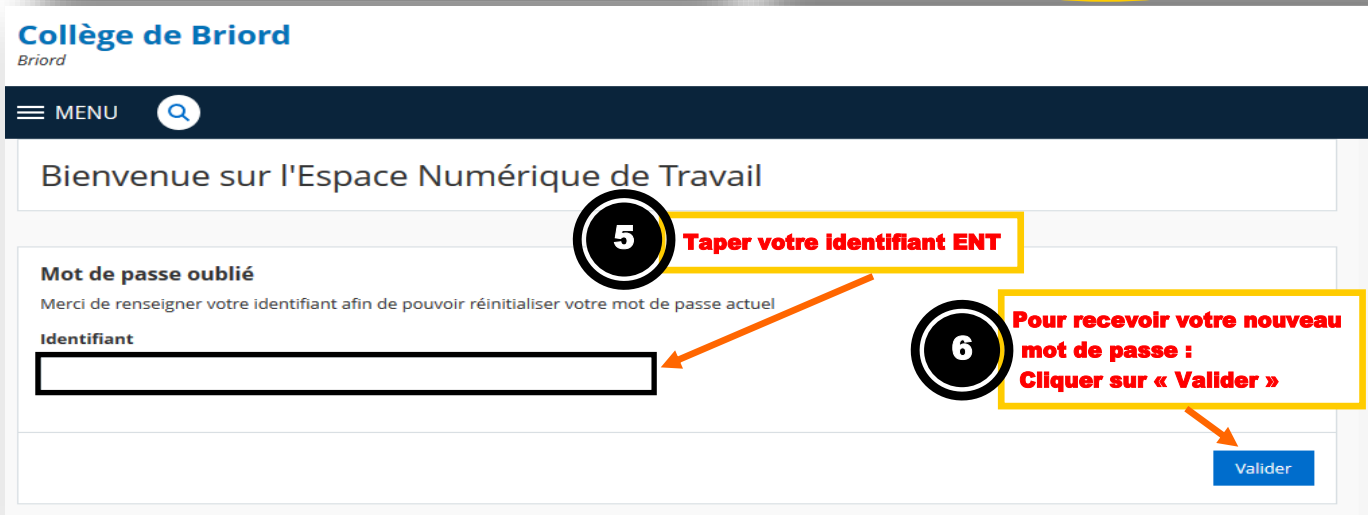 Collège de Briord
Briord
MENU
Bienvenue sur l'Espace Numérique de Travail
5
Taper votre identifiant ENT
Mot de passe oublié
Merci de renseigner votre identifiant afin de pouvoir réinitialiser votre mot de passe actuel
Identifiant
6
Pour recevoir votre nouveau
mot de passe :
Cliquer sur « Valider »
Valider